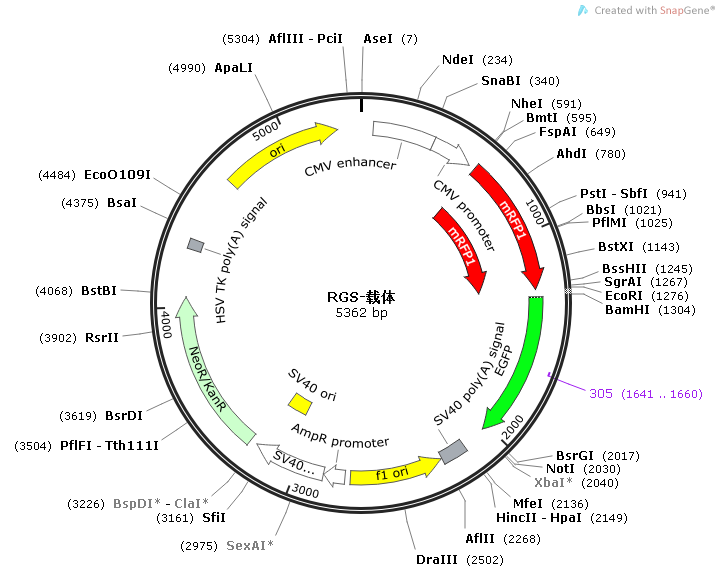 Created with SnapGene®
(5304) AflIII - PciI
AseI (7)
(4990) ApaLI
NdeI (234)
SnaBI (340)
NheI (591)
BmtI (595)
FspAI (649)
AhdI (780)
PstI - SbfI (941)
BbsI (1021)
PflMI (1025)
BstXI (1143)
BssHII (1245)
SgrAI (1267)
EcoRI (1276)
BamHI (1304)
305 (1641 .. 1660)
BsrGI (2017)
NotI (2030)
XbaI* (2040)
MfeI (2136)
HincII - HpaI (2149)
AflII (2268)
DraIII (2502)
(2975) SexAI*
(3161) SfiI
(3226) BspDI* - ClaI*
(3504) PflFI - Tth111I
(3619) BsrDI
(3902) RsrII
(4068) BstBI
(4375) BsaI
(4484) EcoO109I
1000
2000
3000
4000
5000
ori
CMV enhancer
CMV promoter
mRFP1
mRFP1
EGFP
SV40 poly(A) signal
f1 ori
AmpR promoter
SV40...
SV40 ori
NeoR/KanR
HSV TK poly(A) signal
RGS-载体
5362 bp